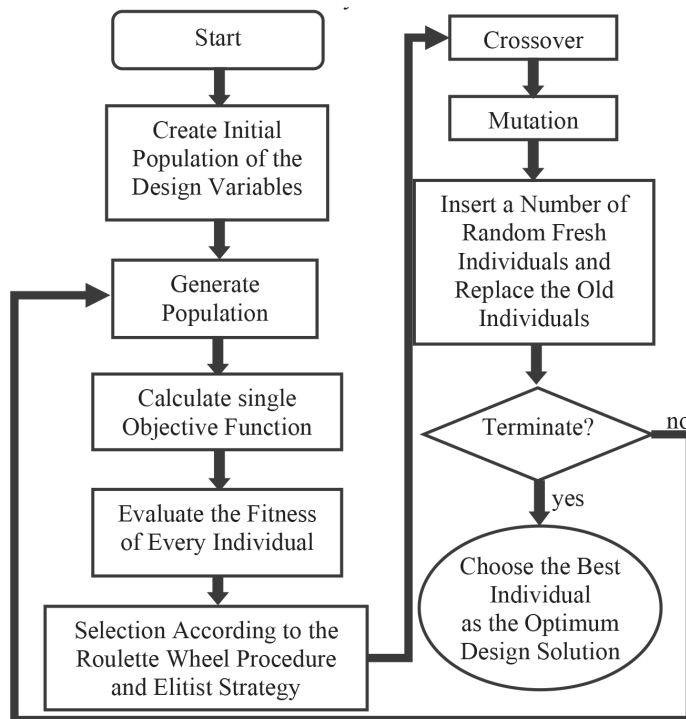 Start
Create Initial
Population of the
Design Variables
Generate
Population
Calculate single
Objective Function
Evaluate the Fitness
of Every Individual
Selection According to the
Roulette Wheel Procedure
and Elitist Strategy
Crossover
Mutation
Insert a Number of
Random Fresh
Individuals and
Replace the Old
Individuals
Terminate?
no
yes
Choose the Best
Individual
as the Optimum
Design Solution